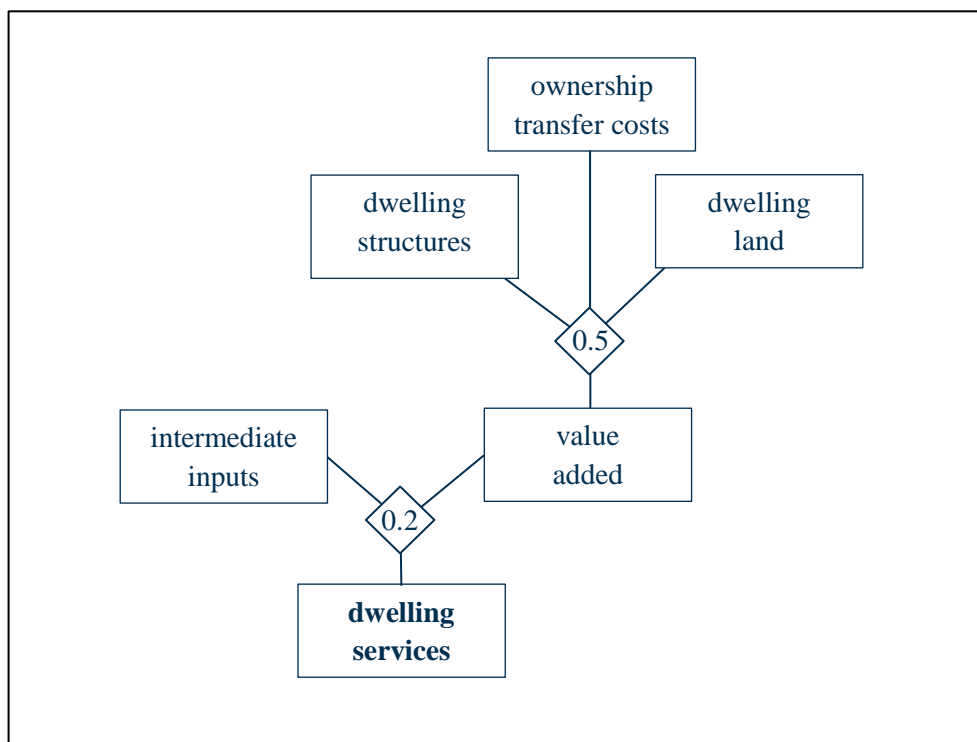 ownership
transfer costs
dwelling
structures
dwelling
land
0.5
intermediate
inputs
value
added
0.2
dwelling
services